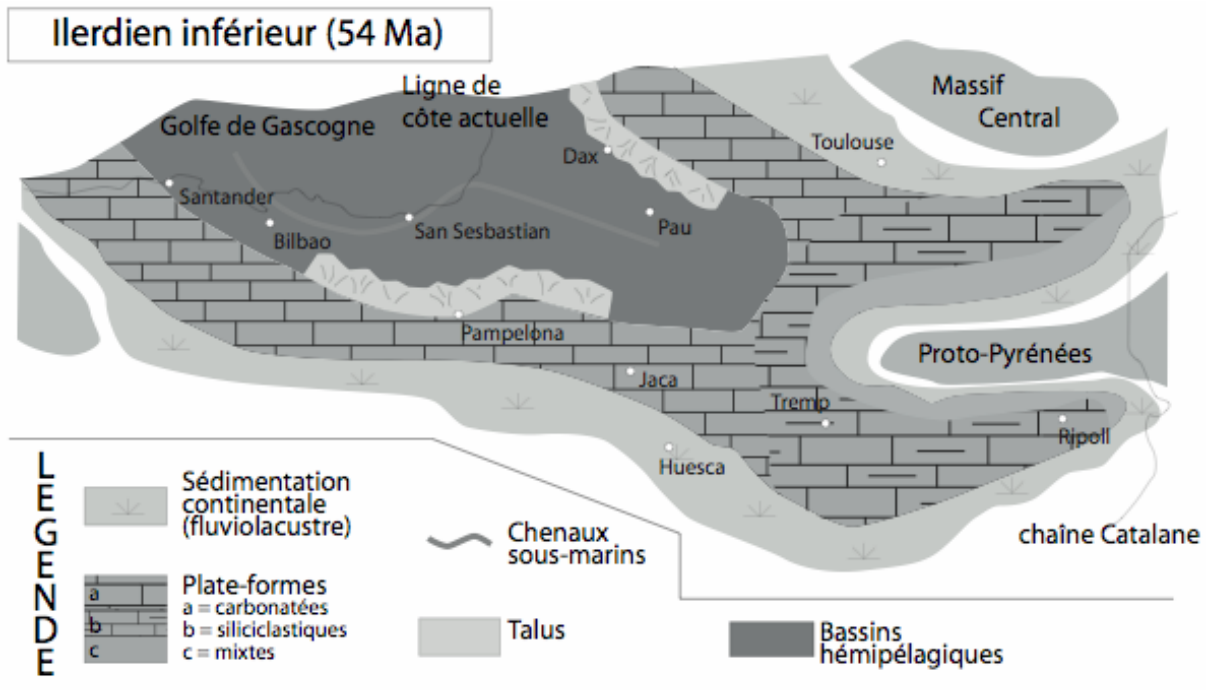 Ilerdien inférieur (54 Ma)
Ligne de
côte actuelle
Golfe de Gascogne
Massif
Central
Toulouse
Dax
Santander
Bilbao
San Sesbastian
Pau
Pampelona
Proto-Pyrénées
Jaca
Tremp
Ripoll
Huesca
chaîne Catalane
LEGENDE
Sédimentation
continentale
(fluviolacustre)
Chenaux
sous-marins
a
b
c
Plate-formes
a = carbonatées
b = siliciclastiques
c = mixtes
Talus
Bassins
hémipélagiques